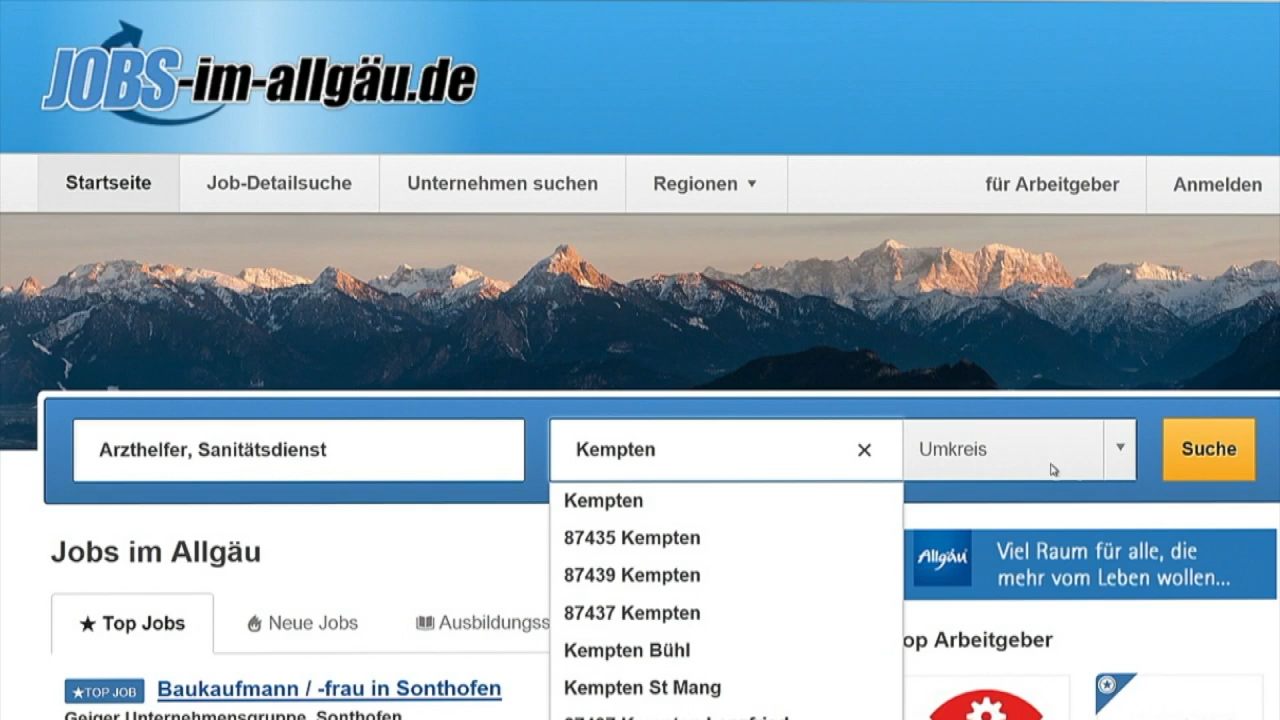 JOBS-im-allgäu.de
Startseite
Job-Detailsuche
Unternehmen suchen
Regionen
für Arbeitgeber
Anmelden
Arzthelfer, Sanitätsdienst
Kempten
Umkreis
Suche
Kempten
87435 Kempten
87439 Kempten
87437 Kempten
Kempten Bühl
Kempten St Mang
Jobs im Allgäu
Top Jobs
Neue Jobs
Ausbildungss
TOP JOB
Baukaufmann / -frau in Sonthofen
Geiger Unternehmensgruppe, Sonthofen
Allgäu
Viel Raum für alle, die
mehr vom Leben wollen...
op Arbeitgeber